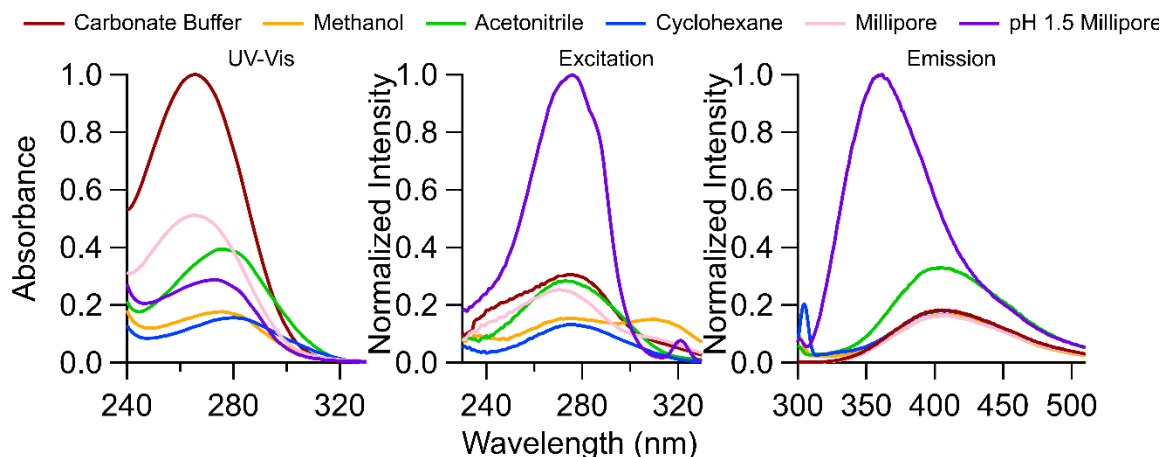 Carbonate Buffer Methanol Acetonitrile Cyclohexane Millipore pH 1.5 Millipore
UV-Vis Excitation Emission
Absorbance
1.0
0.8
0.6
0.4
0.2
0.0
240 280 320
Normalized Intensity
1.0
0.8
0.6
0.4
0.2
0.0
240 280 320
Normalized Intensity
1.0
0.8
0.6
0.4
0.2
0.0
300 350 400 450 500
Wavelength (nm)